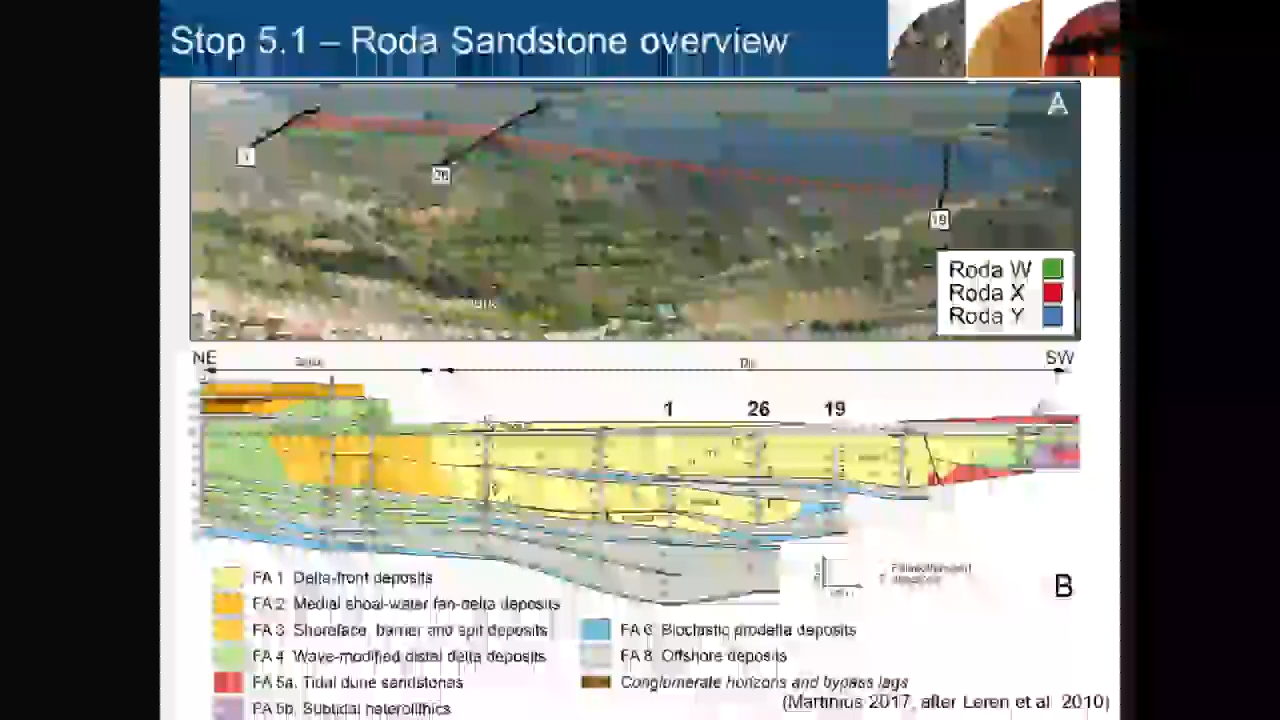 Stop 5.1 – Roda Sandstone overview
A
1
26
19
Roda W
Roda X
Roda Y
NE
SW
1 26 19
FA 1 Delta-front deposits
FA 2 Medial shoal-water fan-delta deposits
FA 3 Shoreface, barrier and spit deposits
FA 4 Wave-modified distal delta deposits
FA 5a Tidal dune sandstones
FA 5b Subtidal heterolithics
FA 6 Bioclastic prodelta deposits
FA 8 Offshore deposits
Conglomerate horizons and bypass lags
B
(Martinius 2017, after Leren et al. 2010)